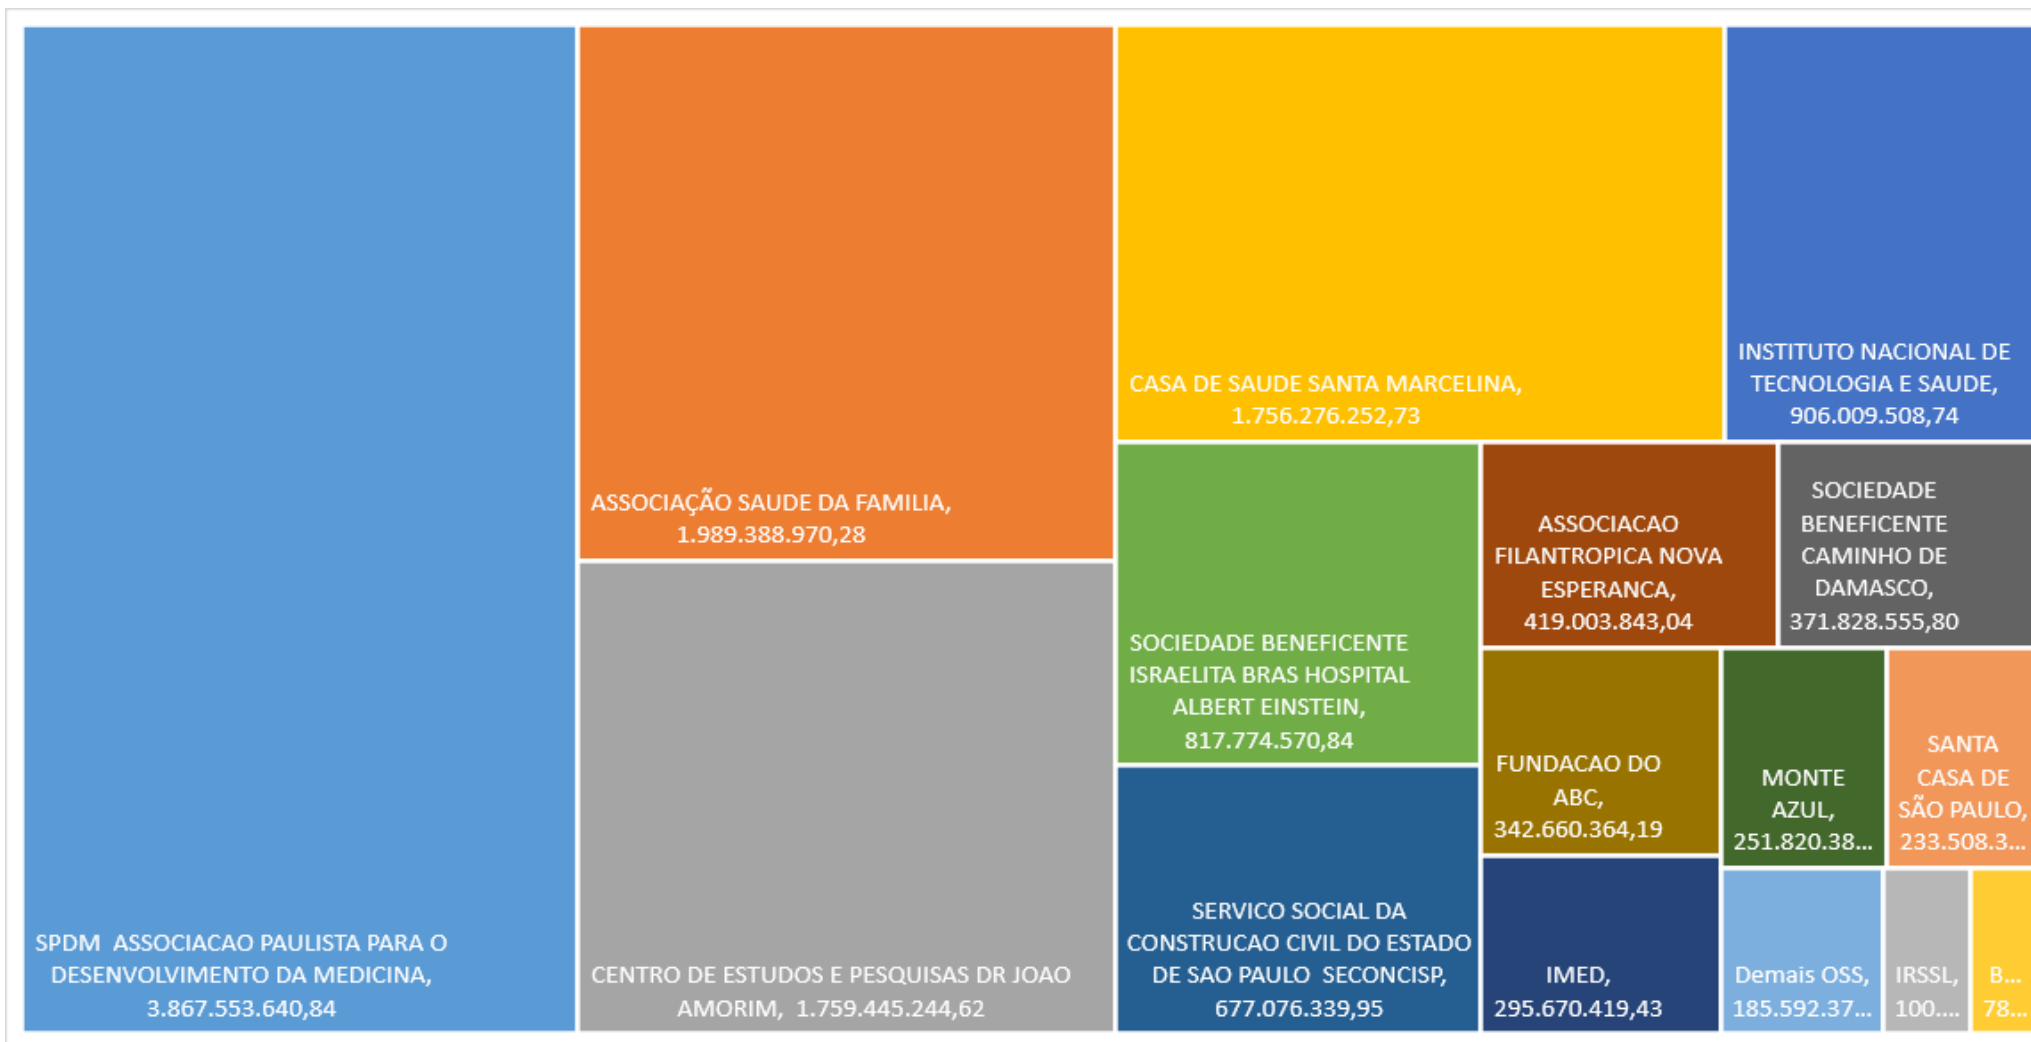 SPDM  ASSOCIACAO PAULISTA PARA O
DESENVOLVIMENTO DA MEDICINA,
3.867.553.640,84
ASSOCIAÇÃO SAUDE DA FAMILIA,
1.989.388.970,28
CENTRO DE ESTUDOS E PESQUISAS DR JOAO
AMORIM,  1.759.445.244,62
CASA DE SAUDE SANTA MARCELINA,
1.756.276.252,73
INSTITUTO NACIONAL DE
TECNOLOGIA E SAUDE,
906.009.508,74
SOCIEDADE BENEFICENTE
ISRAELITA BRAS HOSPITAL
ALBERT EINSTEIN,
817.774.570,84
SERVICO SOCIAL DA
CONSTRUCAO CIVIL DO ESTADO
DE SAO PAULO  SECONCISP,
677.076.339,95
ASSOCIACAO
FILANTROPICA NOVA
ESPERANCA,
419.003.843,04
SOCIEDADE
BENEFICENTE
CAMINHO DE
DAMASCO,
371.828.555,80
FUNDACAO DO
ABC,
342.660.364,19
IMED,
295.670.419,43
MONTE
AZUL,
251.820.38...
SANTA
CASA DE
SÃO PAULO,
233.508.3...
Demais OSS,
185.592.37...
IRSSL,
100....
B...
78...